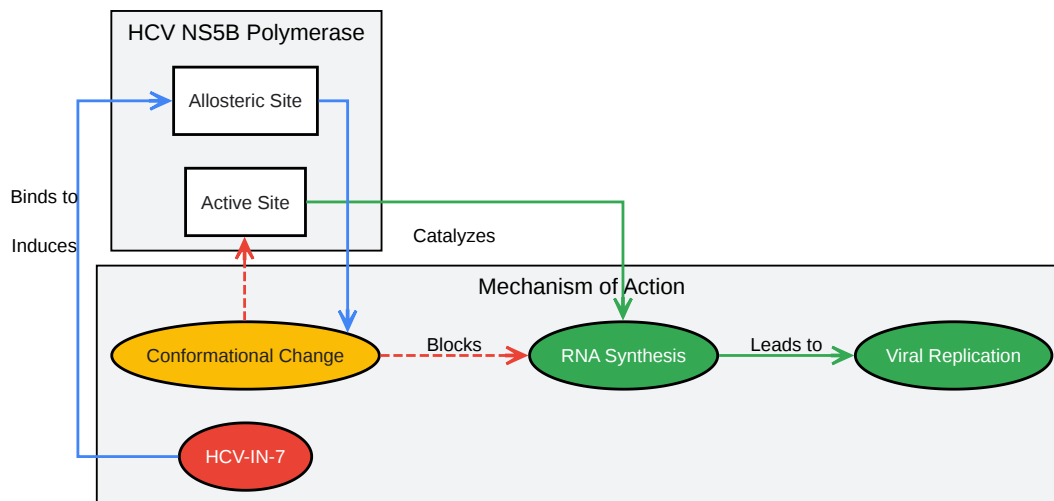 HCV NS5B Polymerase
Allosteric Site
Active Site
Binds to
Induces
Catalyzes
Mechanism of Action
Conformational Change
Blocks
RNA Synthesis
Leads to
Viral Replication
HCV-IN-7